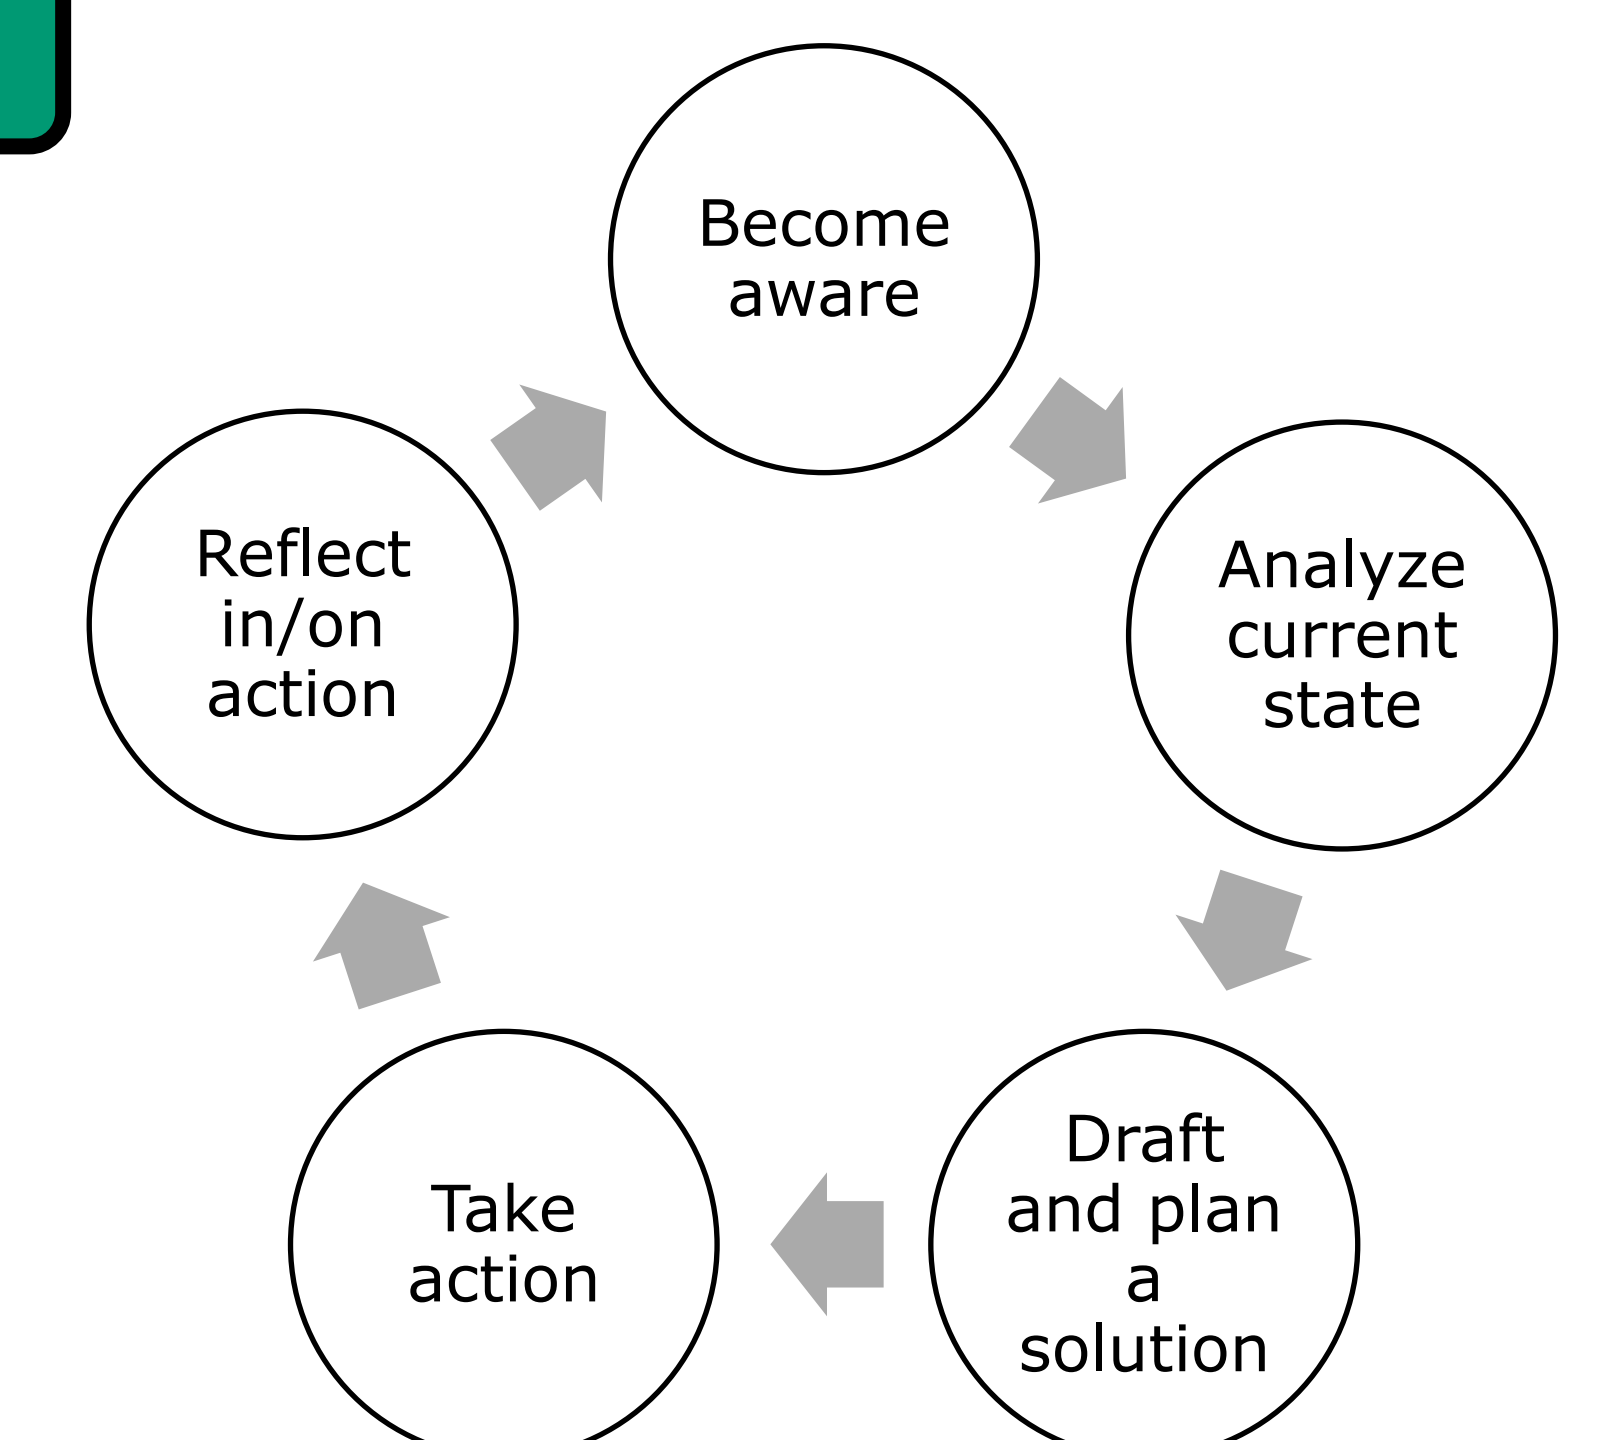 Become
aware
Analyze
current
state
Draft
and plan
a
solution
Take
action
Reflect
in/on
action